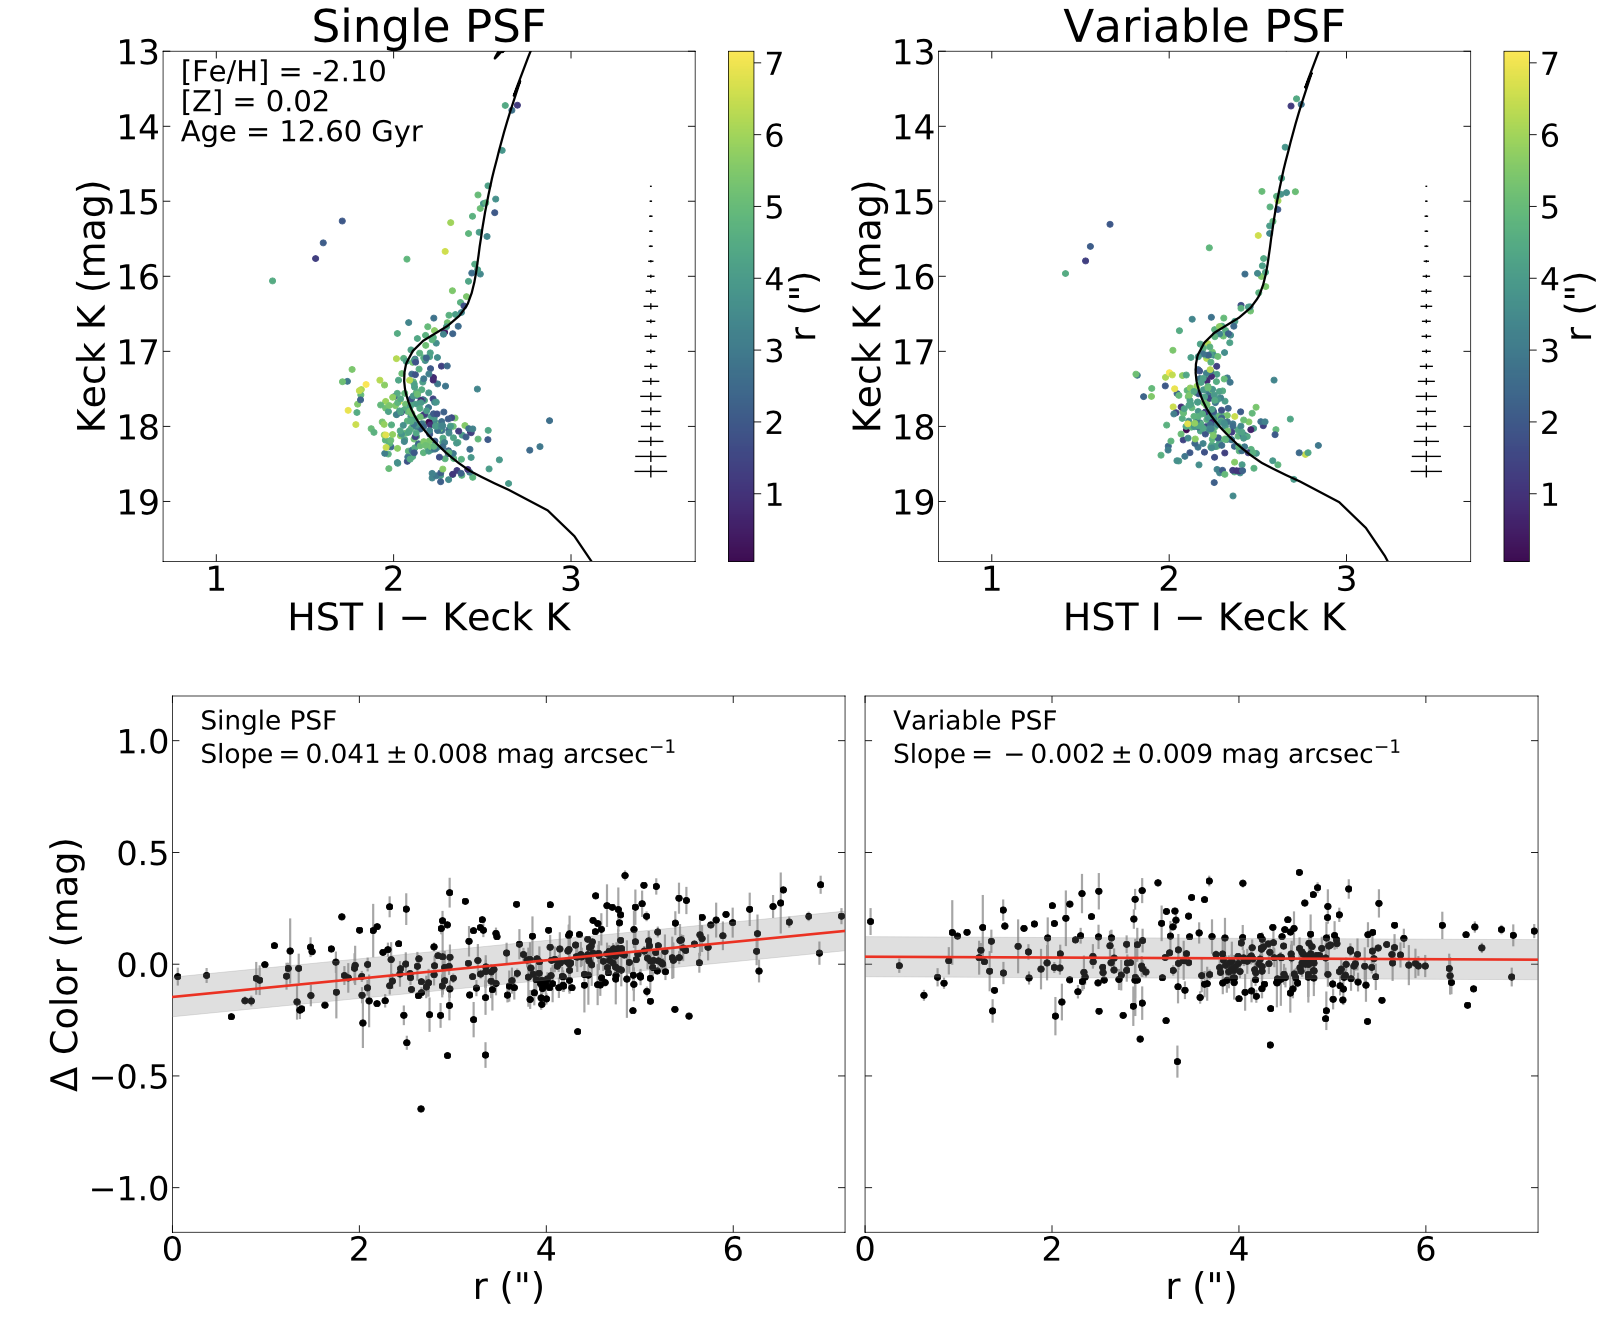 Single PSF
Variable PSF
[Fe/H] = -2.10
[Z] = 0.02
Age = 12.60 Gyr
13
14
15
16
17
18
19
Keck K (mag)
1
2
3
HST I − Keck K
7
6
5
4
3
2
1
r (")
13
14
15
16
17
18
19
Keck K (mag)
1
2
3
HST I − Keck K
7
6
5
4
3
2
1
r (")
Single PSF
Slope = 0.041 ± 0.008 mag arcsec⁻¹
1.0
0.5
0.0
−0.5
−1.0
Δ Color (mag)
0
2
4
6
r (")
Variable PSF
Slope = −0.002 ± 0.009 mag arcsec⁻¹
0
2
4
6
r (")